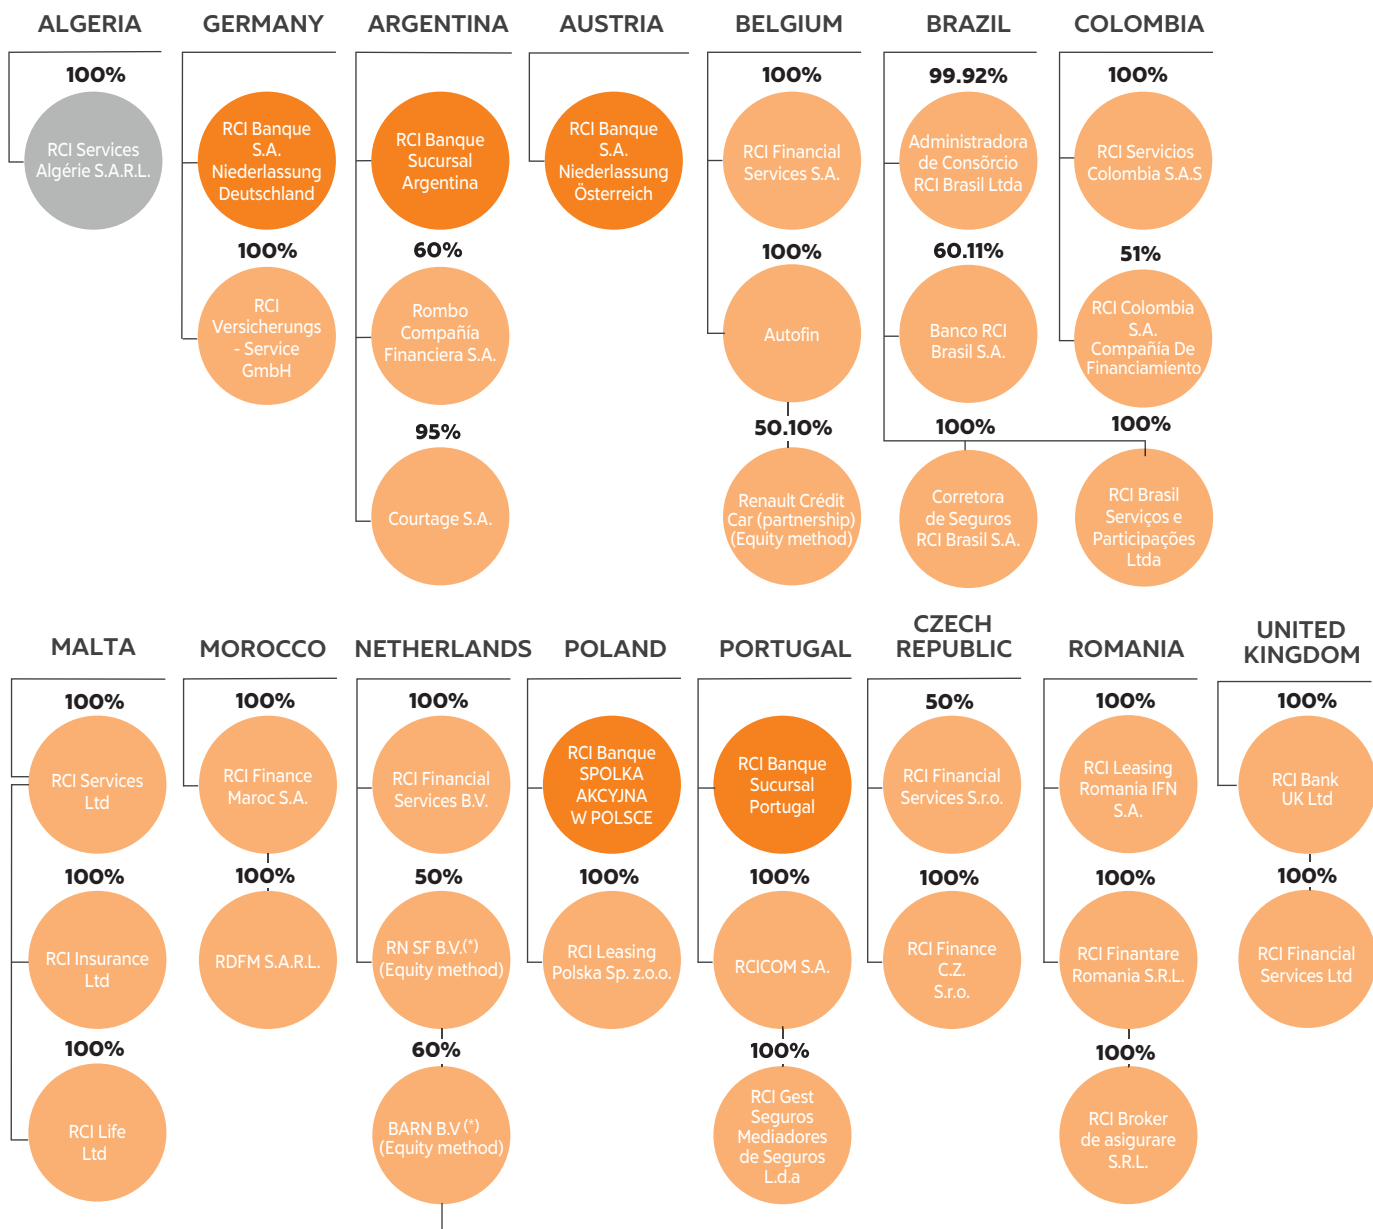 ALGERIA
100%
RCI Services
Algérie S.A.R.L.
GERMANY
RCI Banque
S.A.
Niederlassung
Deutschland
100%
RCI
Versicherungs
- Service
GmbH
ARGENTINA
RCI Banque
Sucursal
Argentina
60%
Rombo
Compañía
Financiera S.A.
95%
Courtage S.A.
AUSTRIA
RCI Banque
S.A.
Niederlassung
Österreich
BELGIUM
100%
RCI Financial
Services S.A.
100%
Autofin
50.10%
Renault Crédit
Car (partnership)
(Equity method)
BRAZIL
99.92%
Administradora
de Consõrcio
RCI Brasil Ltda
60.11%
Banco RCI
Brasil S.A.
100%
Corretora
de Seguros
RCI Brasil S.A.
100%
RCI Brasil
Serviços e
Participações
Ltda
COLOMBIA
100%
RCI Servicios
Colombia S.A.S
51%
RCI Colombia
S.A.
Compañía De
Financiamiento
MALTA
100%
RCI Services
Ltd
100%
RCI Insurance
Ltd
100%
RCI Life
Ltd
MOROCCO
100%
RCI Finance
Maroc S.A.
100%
RDFM S.A.R.L.
NETHERLANDS
100%
RCI Financial
Services B.V.
50%
RN SF B.V.(*)
(Equity method)
60%
BARN B.V (*)
(Equity method)
POLAND
RCI Banque
SPOLKA
AKCYJNA
W POLSCE
100%
RCI Leasing
Polska Sp. z.o.o.
PORTUGAL
RCI Banque
Sucursal
Portugal
100%
RCICOM S.A.
100%
RCI Gest
Seguros
Mediadores
de Seguros
L.d.a
CZECH
REPUBLIC
50%
RCI Financial
Services S.r.o.
100%
RCI Finance
C.Z.
S.r.o.
ROMANIA
100%
RCI Leasing
Romania IFN
S.A.
100%
RCI Finantare
Romania S.R.L.
100%
RCI Broker
de asigurare
S.R.L.
UNITED
KINGDOM
100%
RCI Bank
UK Ltd
100%
RCI Financial
Services Ltd